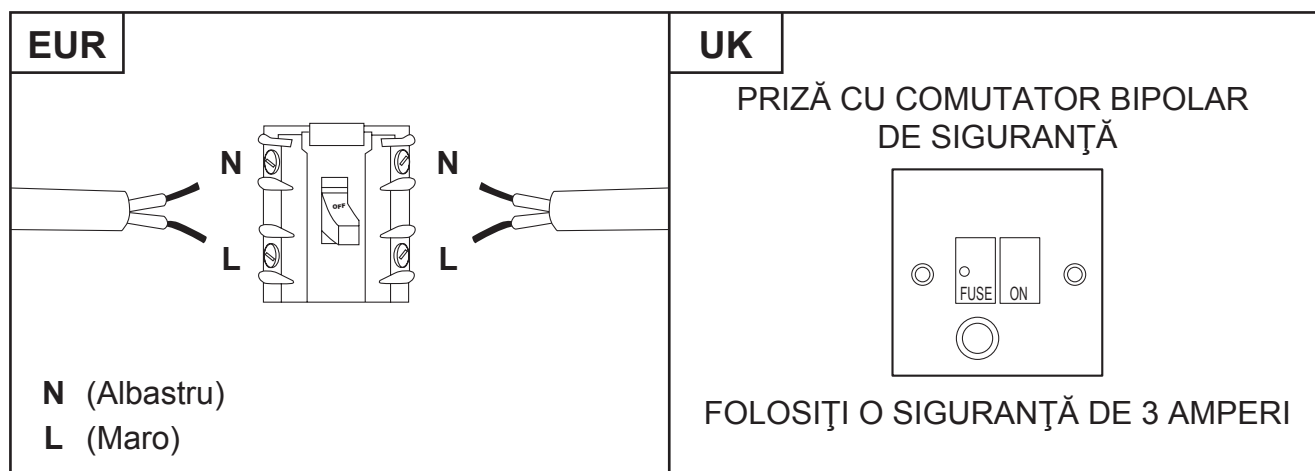 EUR
N
N
OFF
L
L
N (Albastru)
L (Maro)
UK
PRIZĂ CU COMUTATOR BIPOLAR
DE SIGURANŢĂ
FUSE ON
FOLOSIŢI O SIGURANŢĂ DE 3 AMPERI